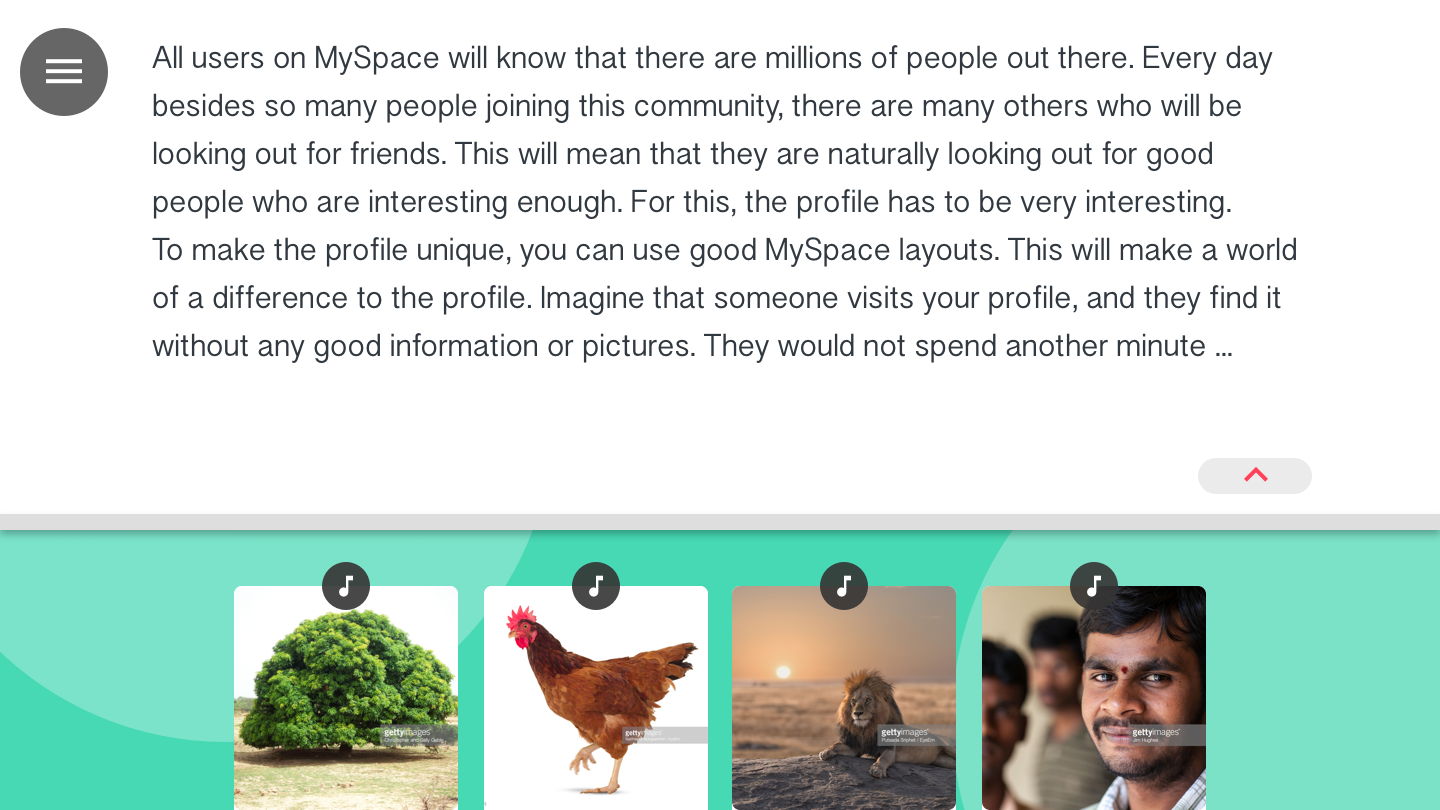 All users on MySpace will know that there are millions of people out there. Every day
besides so many people joining this community, there are many others who will be
looking out for friends. This will mean that they are naturally looking out for good
people who are interesting enough. For this, the profile has to be very interesting.
To make the profile unique, you can use good MySpace layouts. This will make a world
of a difference to the profile. Imagine that someone visits your profile, and they find it
without any good information or pictures. They would not spend another minute ...
gettyimages
gettyimages
gettyimages
gettyimages
Jim Hughes